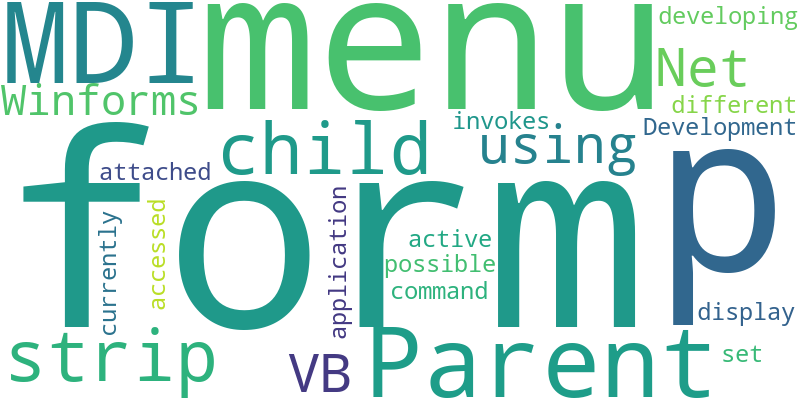 MDI
menu
developing
Net
Winforms
different
invokes
Development
child
using
attached
form
p
currently
accessed
application
active
possible
command
display
strip
VB
Parent
set